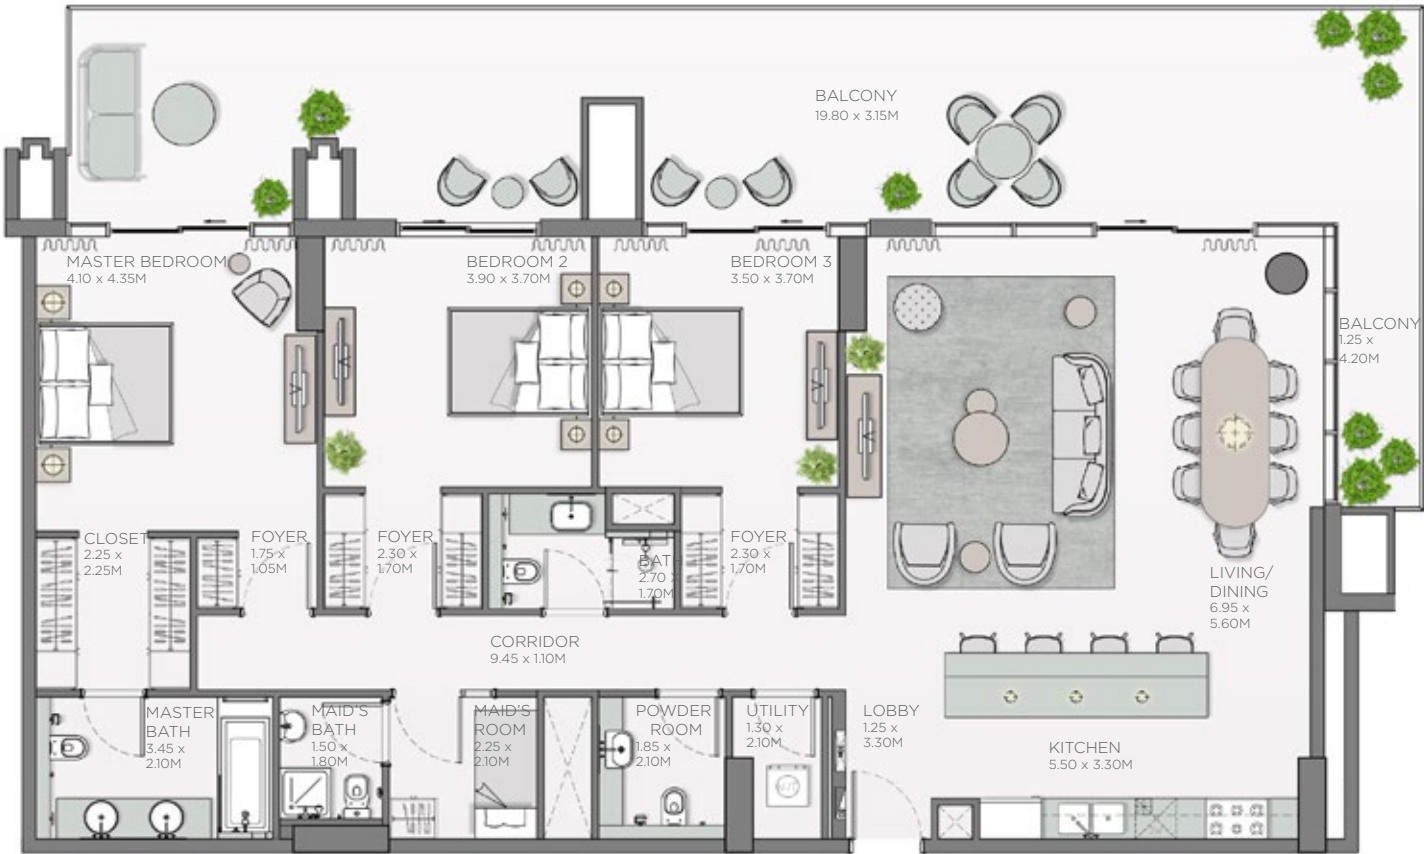 BALCONY
19.80 x 3.15M
MASTER BEDROOM
4.10 x 4.35M
BEDROOM 2
3.90 x 3.70M
BEDROOM 3
3.50 x 3.70M
BALCONY
1.25 x
4.20M
CLOSET
2.25 x
2.25M
FOYER
1.75 x
1.05M
FOYER
2.30 x
1.70M
BATH
2.70 x
1.70M
FOYER
2.30 x
1.70M
LIVING/
DINING
6.95 x
5.60M
CORRIDOR
9.45 x 1.10M
MASTER
BATH
3.45 x
2.10M
MAID'S
BATH
1.50 x
1.80M
MAID'S
ROOM
2.25 x
2.10M
POWDER
ROOM
1.85 x
2.10M
UTILITY
1.30 x
2.10M
LOBBY
1.25 x
3.30M
KITCHEN
5.50 x 3.30M